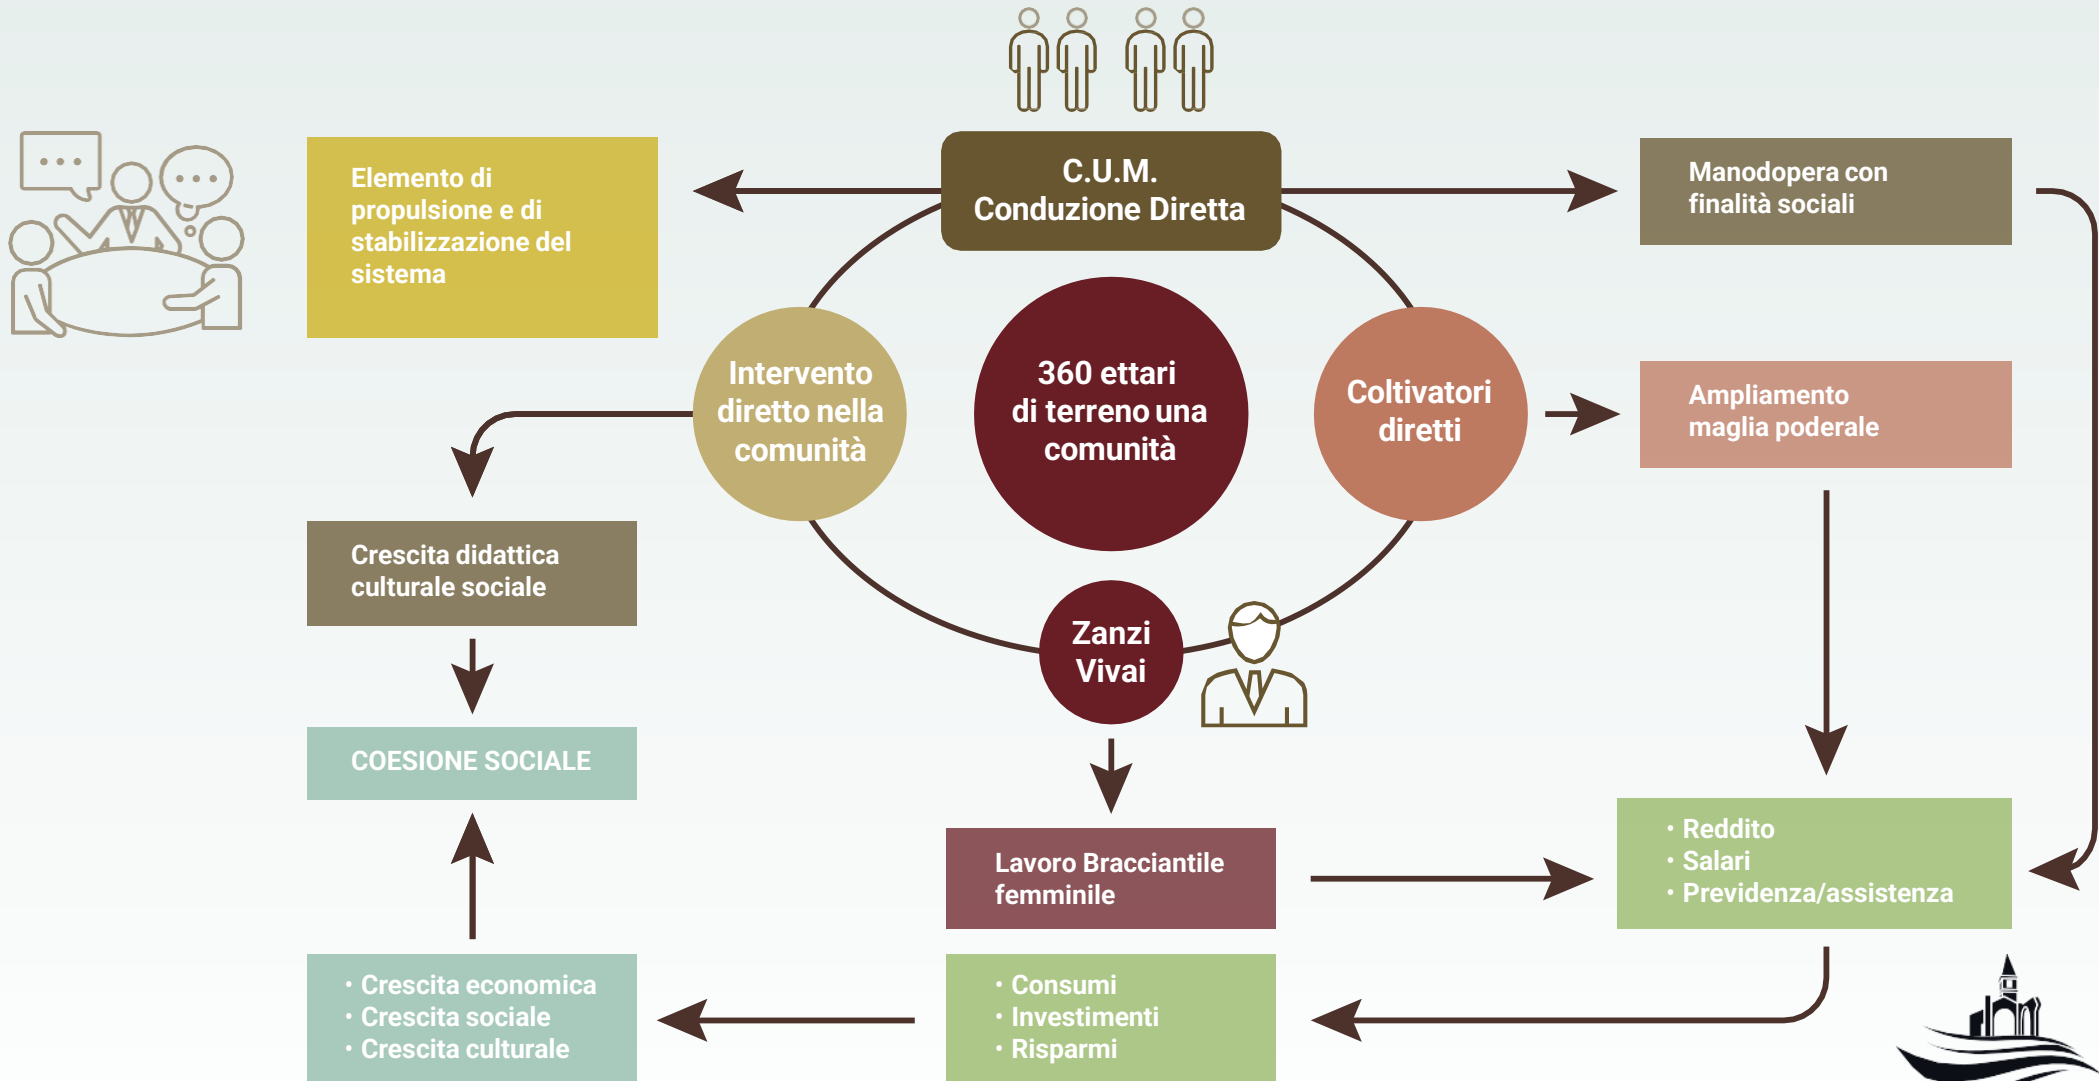 C.U.M.
Conduzione Diretta
Elemento di
propulsione e di
stabilizzazione del
sistema
Manodopera con
finalità sociali
Intervento
diretto nella
comunità
360 ettari
di terreno una
comunità
Coltivatori
diretti
Ampliamento
maglia poderale
Crescita didattica
culturale sociale
Zanzi
Vivai
COESIONE SOCIALE
Lavoro Bracciantile
femminile
• Reddito
• Salari
• Previdenza/assistenza
• Crescita economica
• Crescita sociale
• Crescita culturale
• Consumi
• Investimenti
• Risparmi